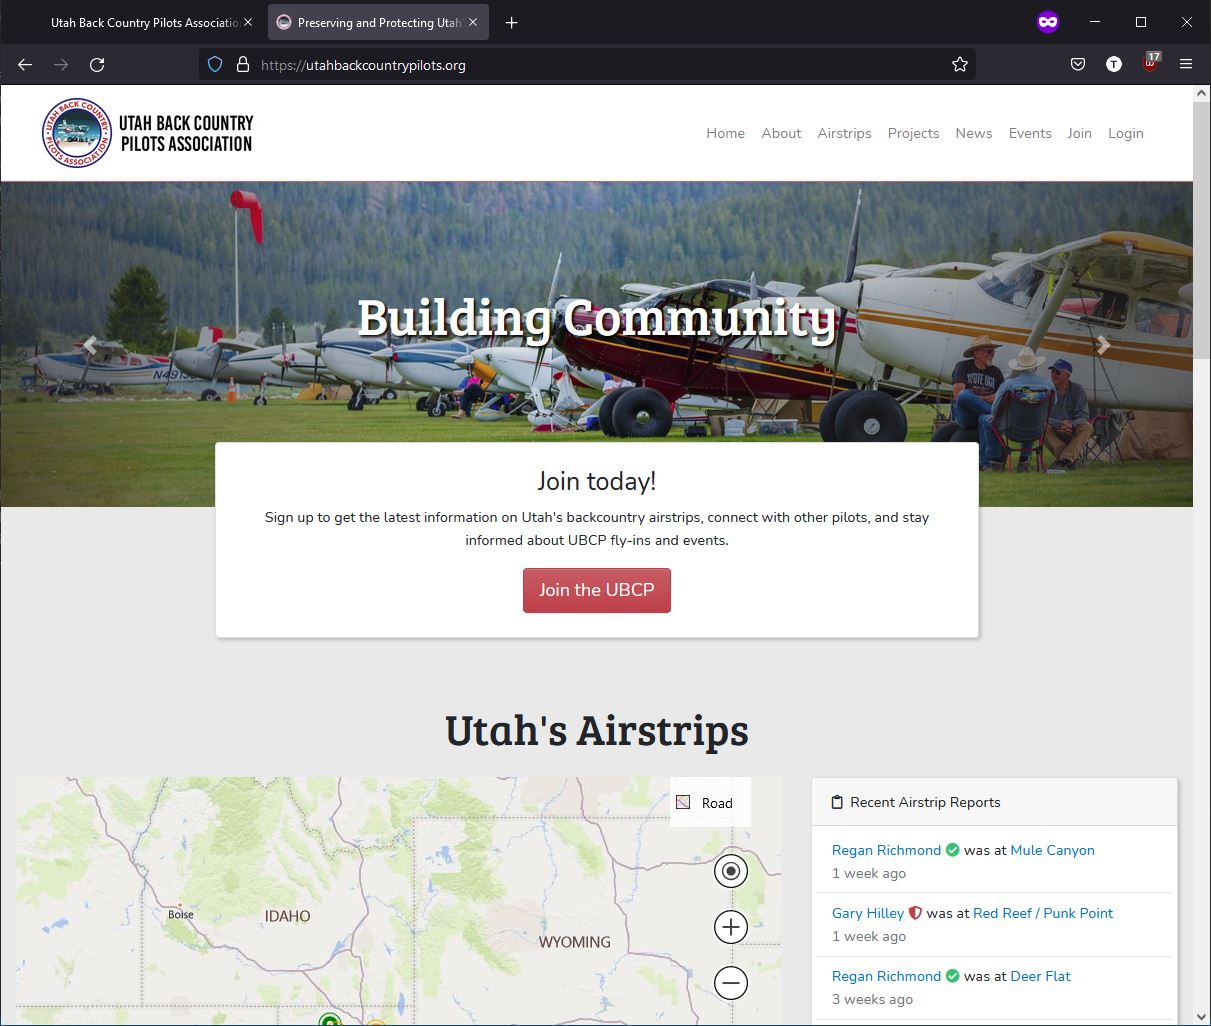 Utah Back Country Pilots Associatio
Preserving and Protecting Utah'
17
https://utahbackcountrypilots.org
T
UTAH BACK COUNTRY PILOTS ASSOCIATION
UTAH BACK COUNTRY
PILOTS ASSOCIATION
Home About Airstrips Projects News Events Join Login
Building Community
Join today!
Sign up to get the latest information on Utah's backcountry airstrips, connect with other pilots, and stay
informed about UBCP fly-ins and events.
Join the UBCP
Utah's Airstrips
Road
Boise
IDAHO
WYOMING
Recent Airstrip Reports
Regan Richmond was at Mule Canyon
1 week ago
Gary Hilley was at Red Reef / Punk Point
1 week ago
Regan Richmond was at Deer Flat
3 weeks ago